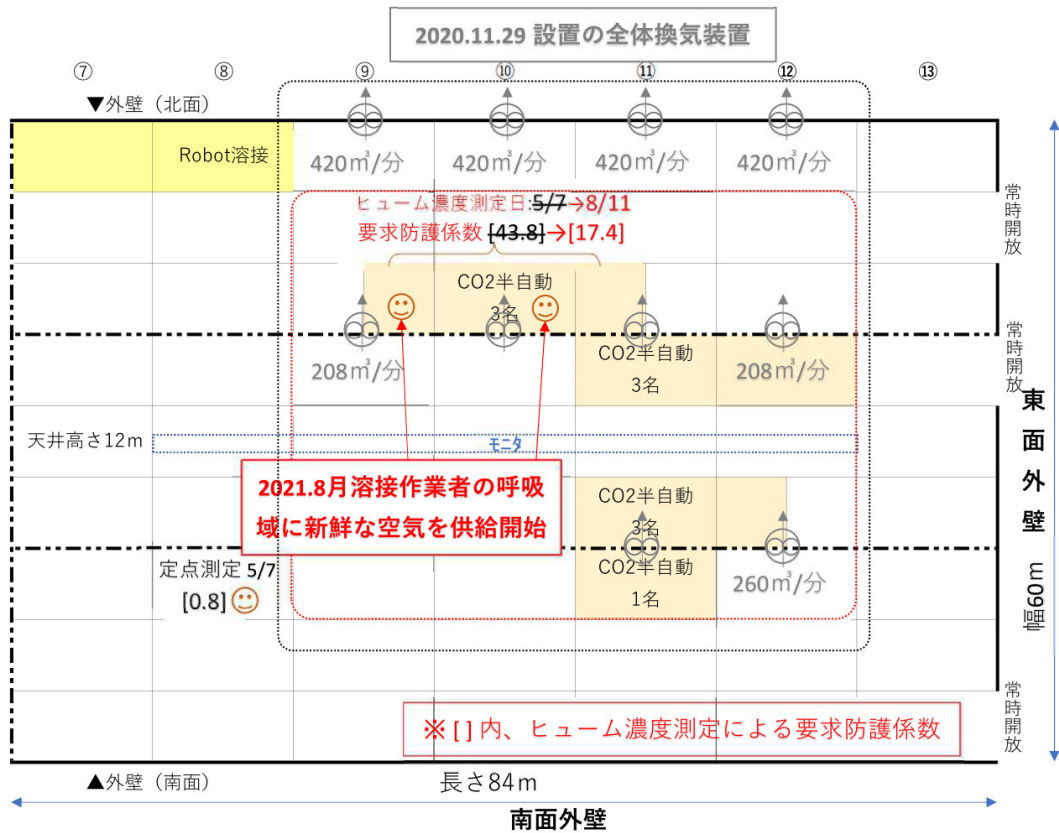 2020.11.29 設置の全体換気装置
⑦ ⑧ ⑨ ⑩ ⑪ ⑫ ⑬
▼外壁（北面）
Robot溶接
420㎥/分 420㎥/分 420㎥/分 420㎥/分
常時開放
ヒューム濃度測定日:5/7→8/11
要求防護係数 [43.8]→[17.4]
CO2半自動
3名
常時開放
208㎥/分
CO2半自動
3名
208㎥/分
東面外壁
幅60m
天井高さ12m
モニタ
2021.8月溶接作業者の呼吸
域に新鮮な空気を供給開始
CO2半自動
3名
定点測定 5/7
[0.8]
CO2半自動
1名
260㎥/分
常時開放
※ [ ] 内、ヒューム濃度測定による要求防護係数
▲外壁（南面）
長さ84m
南面外壁